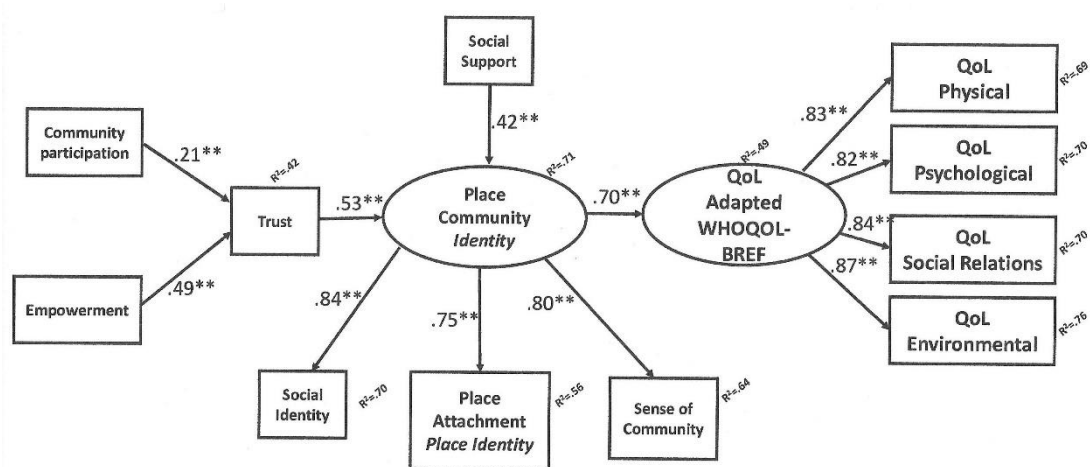 Social
Support
.42**
Community
participation
.21**
Empowerment
.49**
R²=.42
Trust
.53**
R²=.71
Place
Community
Identity
.70**
R²=.49
QoL
Adapted
WHOQOL-
BREF
.83**
QoL
Physical
R²=.69
.82**
QoL
Psychological
R²=.70
.84**
QoL
Social Relations
R²=.70
.87**
QoL
Environmental
R²=.76
.84**
Social
Identity
R²=.70
.75**
Place
Attachment
Place Identity
R²=.56
.80**
Sense of
Community
R²=.64